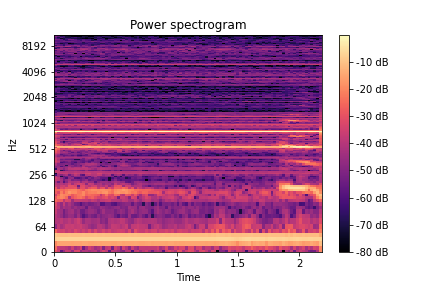 Power spectrogram
8192
4096
2048
1024
512
256
128
64
0
Hz
0
0.5
1
1.5
2
Time
-10 dB
-20 dB
-30 dB
-40 dB
-50 dB
-60 dB
-70 dB
-80 dB